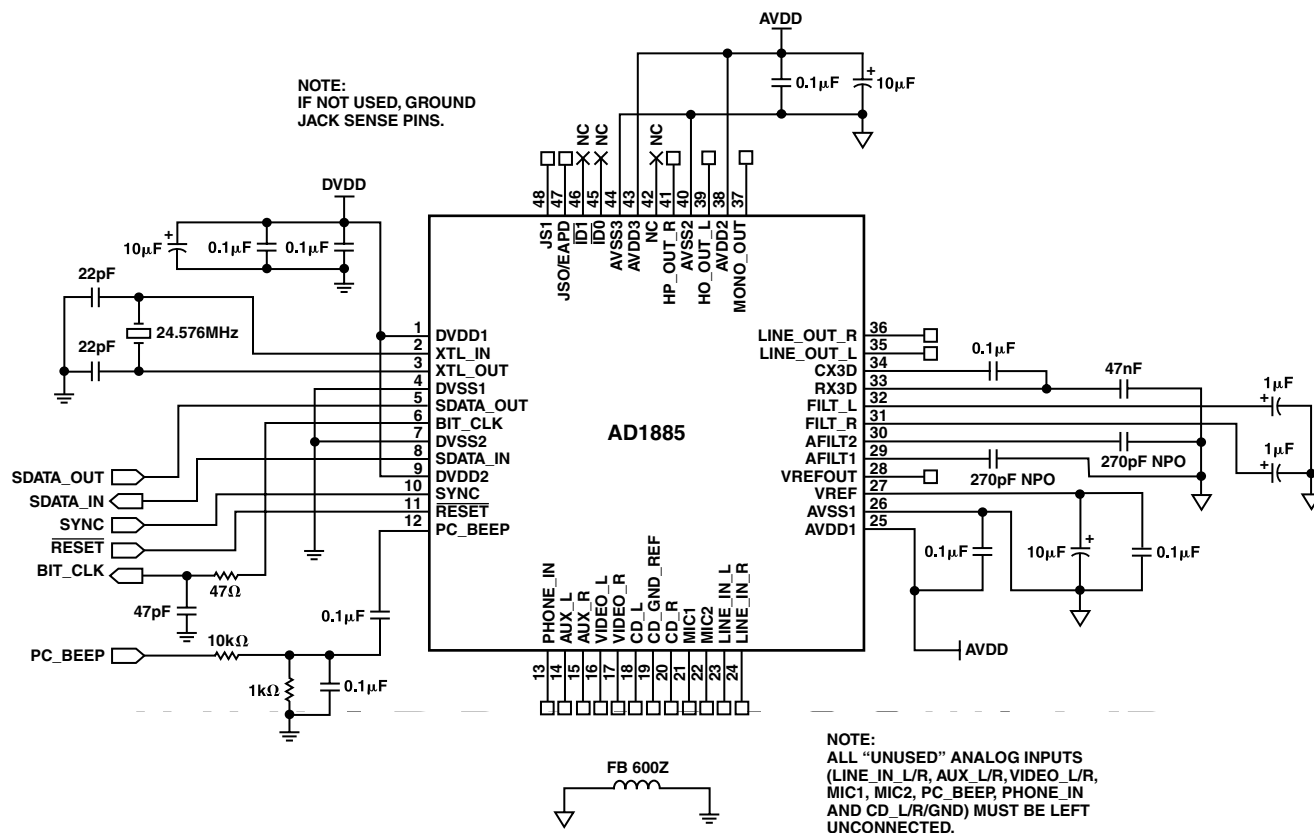 AVDD
0.1μF
10μF
NOTE:
IF NOT USED, GROUND
JACK SENSE PINS.
NC
NC
NC
48
47
46
45
44
43
42
41
40
39
38
37
JS1
JSO/EAPD
ID1
ID0
AVSS3
AVDD3
NC
HP_OUT_R
AVSS2
HO_OUT_L
AVDD2
MONO_OUT
DVDD
10μF
0.1μF
0.1μF
22pF
24.576MHz
22pF
1 DVDD1
2 XTL_IN
3 XTL_OUT
4 DVSS1
5 SDATA_OUT
6 BIT_CLK
7 DVSS2
8 SDATA_IN
9 DVDD2
10 SYNC
11 RESET
12 PC_BEEP
AD1885
LINE_OUT_R 36
LINE_OUT_L 35
CX3D 34
RX3D 33
FILT_L 32
FILT_R 31
AFILT2 30
AFILT1 29
VREFOUT 28
VREF 27
AVSS1 26
AVDD1 25
0.1μF
47nF
1μF
1μF
270pF NPO
270pF NPO
0.1μF
10μF
0.1μF
AVDD
SDATA_OUT
SDATA_IN
SYNC
RESET
BIT_CLK
47Ω
47pF
0.1μF
PC_BEEP
10kΩ
1kΩ
0.1μF
PHONE_IN
AUX_L
AUX_R
VIDEO_L
VIDEO_R
CD_L
CD_GND_REF
CD_R
MIC1
MIC2
LINE_IN_L
LINE_IN_R
13
14
15
16
17
18
19
20
21
22
23
24
FB 600Z
NOTE:
ALL “UNUSED” ANALOG INPUTS
(LINE_IN_L/R, AUX_L/R, VIDEO_L/R,
MIC1, MIC2, PC_BEEP, PHONE_IN
AND CD_L/R/GND) MUST BE LEFT
UNCONNECTED.